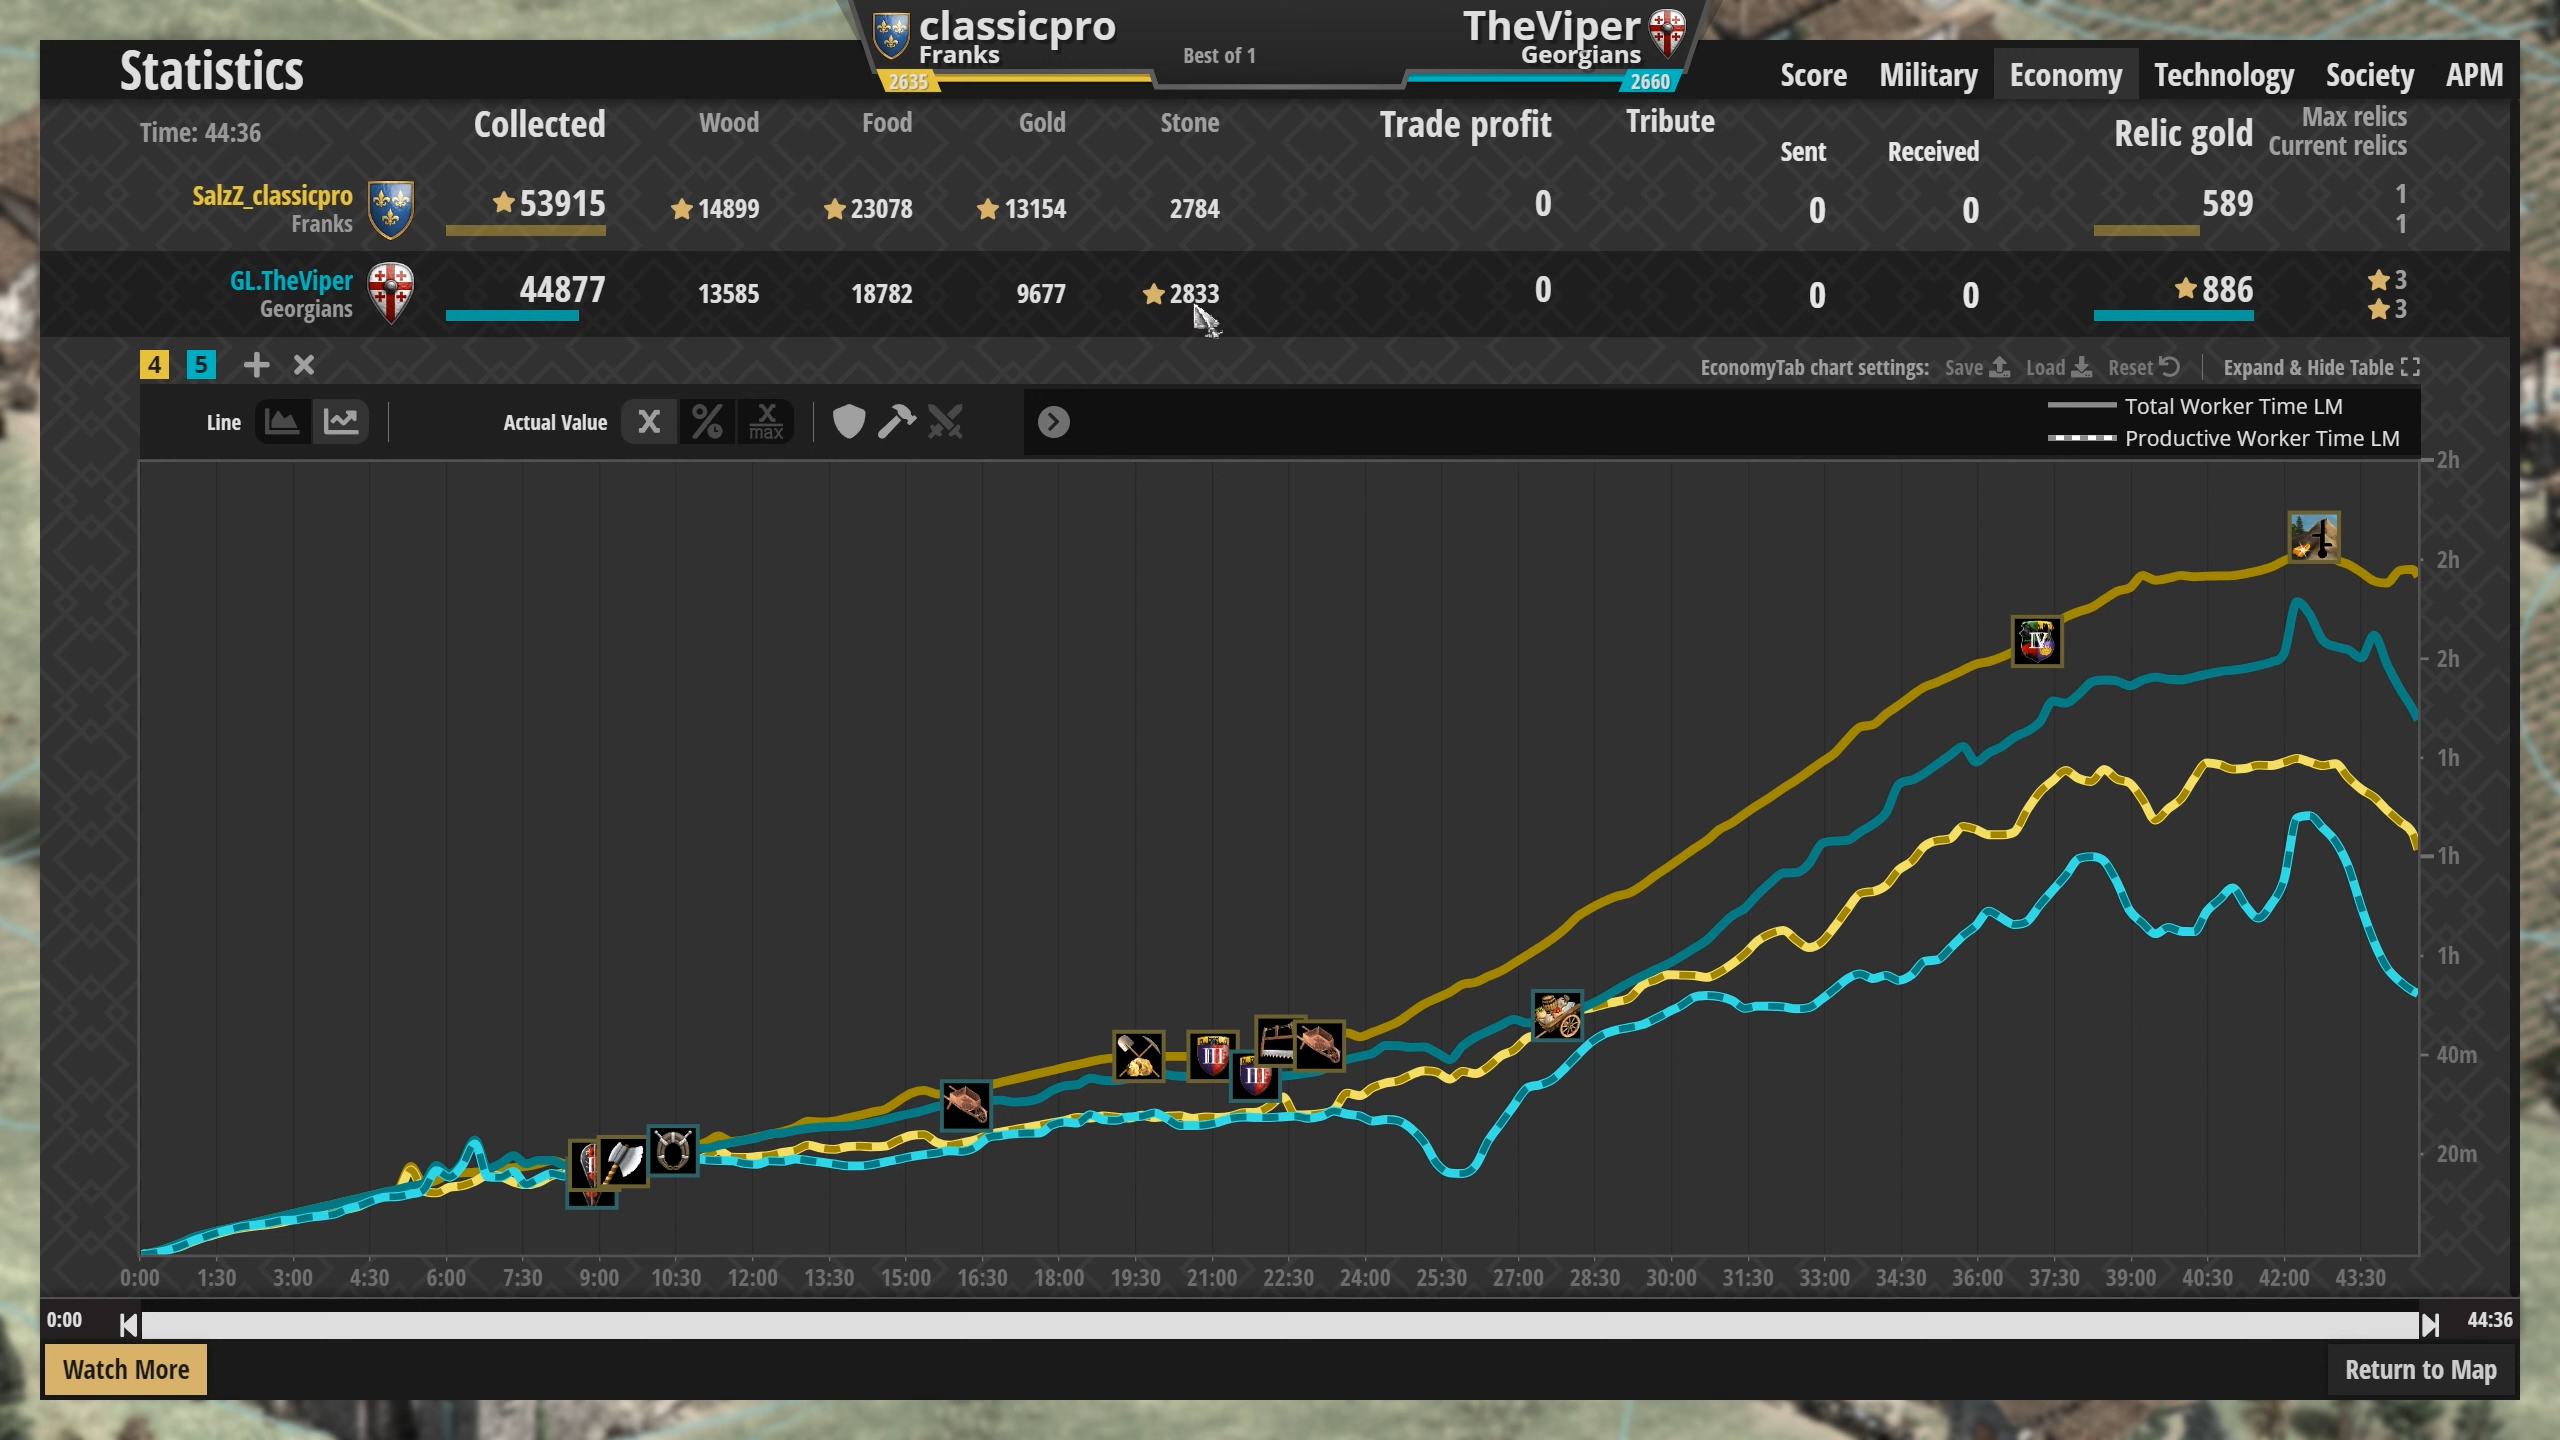 classicpro
Franks
2635
Best of 1
TheViper
Georgians
2660
Statistics
Score Military Economy Technology Society APM
Time: 44:36
Collected Wood Food Gold Stone Trade profit Tribute Sent Received Relic gold Max relics Current relics
SalzZ_classicpro
Franks
53915 14899 23078 13154 2784 0 0 0 589 1
1
GL.TheViper
Georgians
44877 13585 18782 9677 2833 0 0 0 886 3
3
4 5
EconomyTab chart settings: Save Load Reset Expand & Hide Table
Line Actual Value X % X
max
Total Worker Time LM
Productive Worker Time LM
2h
2h
2h
1h
1h
1h
40m
20m
IV
III
III
0:00 1:30 3:00 4:30 6:00 7:30 9:00 10:30 12:00 13:30 15:00 16:30 18:00 19:30 21:00 22:30 24:00 25:30 27:00 28:30 30:00 31:30 33:00 34:30 36:00 37:30 39:00 40:30 42:00 43:30
0:00 44:36
Watch More Return to Map